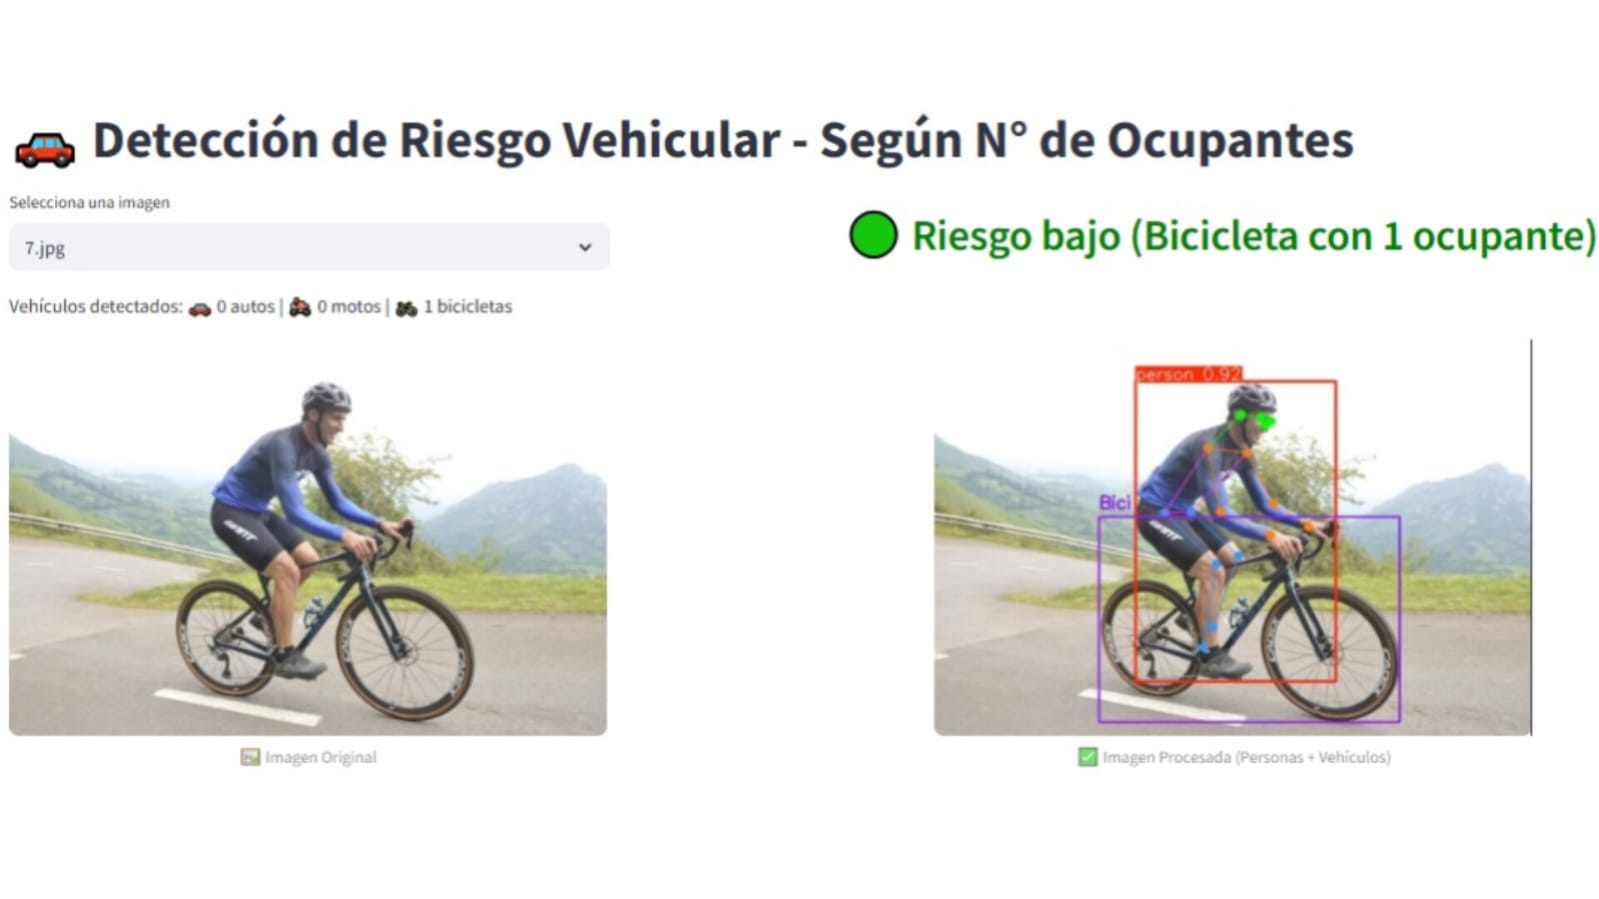 Detección de Riesgo Vehicular - Según N° de Ocupantes
Selecciona una imagen
7.jpg
Riesgo bajo (Bicicleta con 1 ocupante)
Vehículos detectados: 0 autos | 0 motos | 1 bicicletas
person 0.92
Bici
Imagen Original
Imagen Procesada (Personas + Vehículos)